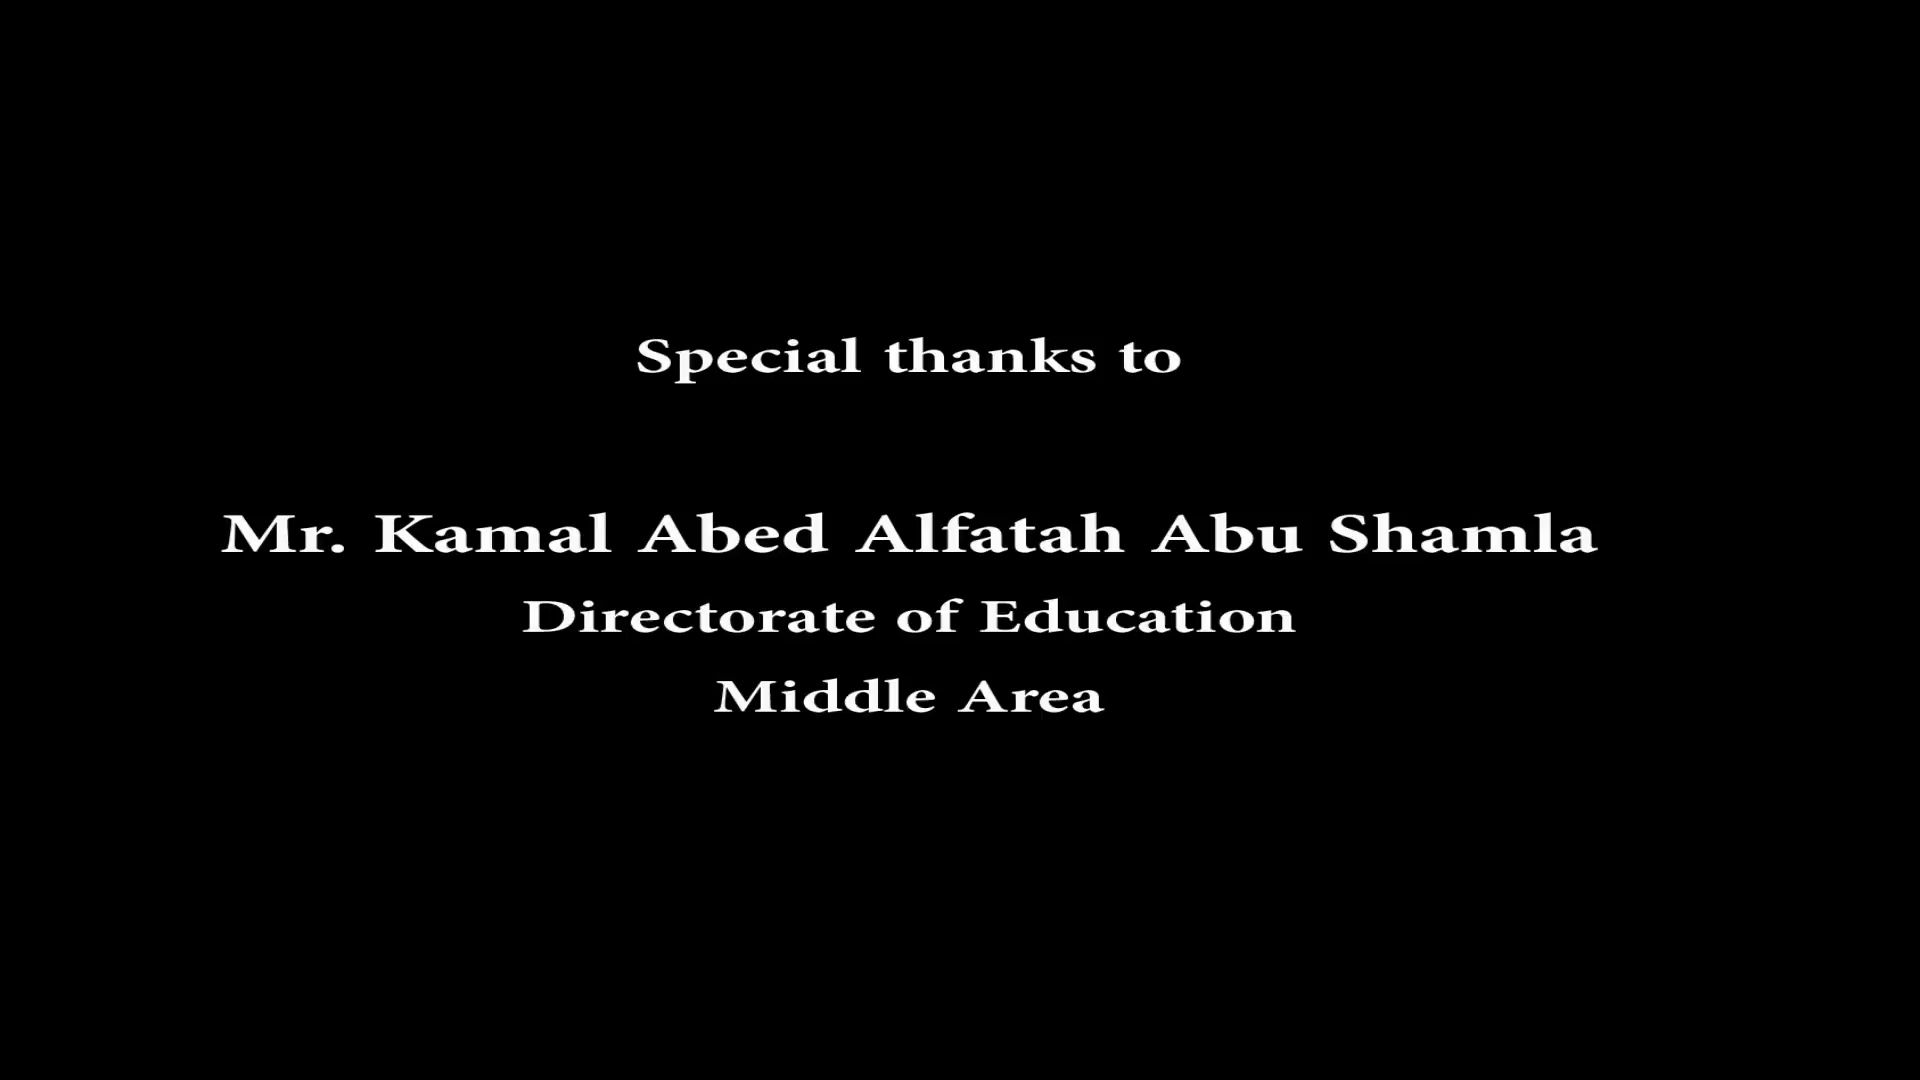 Special thanks to
Mr. Kamal Abed Alfatah Abu Shamla
Directorate of Education
Middle Area